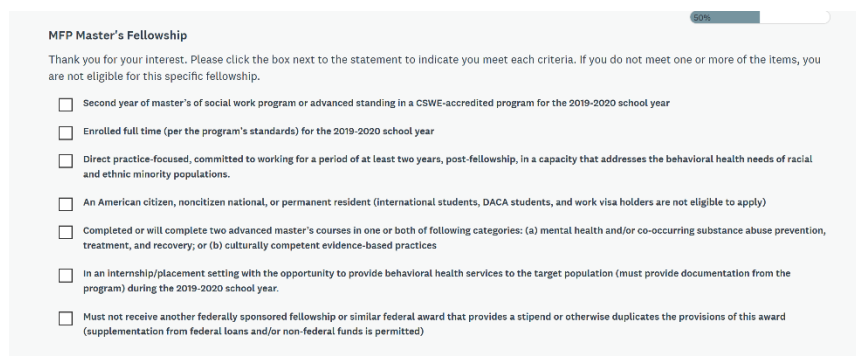 50%
MFP Master's Fellowship
Thank you for your interest. Please click the box next to the statement to indicate you meet each criteria. If you do not meet one or more of the items, you
are not eligible for this specific fellowship.
Second year of master's of social work program or advanced standing in a CSWE-accredited program for the 2019-2020 school year
Enrolled full time (per the program's standards) for the 2019-2020 school year
Direct practice-focused, committed to working for a period of at least two years, post-fellowship, in a capacity that addresses the behavioral health needs of racial
and ethnic minority populations.
An American citizen, noncitizen national, or permanent resident (international students, DACA students, and work visa holders are not eligible to apply)
Completed or will complete two advanced master's courses in one or both of following categories: (a) mental health and/or co-occurring substance abuse prevention,
treatment, and recovery; or (b) culturally competent evidence-based practices
In an internship/placement setting with the opportunity to provide behavioral health services to the target population (must provide documentation from the
program) during the 2019-2020 school year.
Must not receive another federally sponsored fellowship or similar federal award that provides a stipend or otherwise duplicates the provisions of this award
(supplementation from federal loans and/or non-federal funds is permitted)